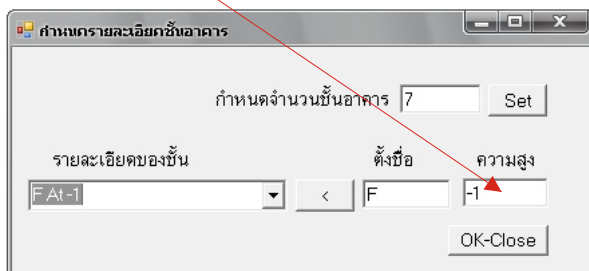 กำหนดรายละเอียดชั้นอาคาร
กำหนดจำนวนชั้นอาคาร 7 Set
รายละเอียดของชั้น ตั้งชื่อ ความสูง
F At -1 < F -1
OK-Close